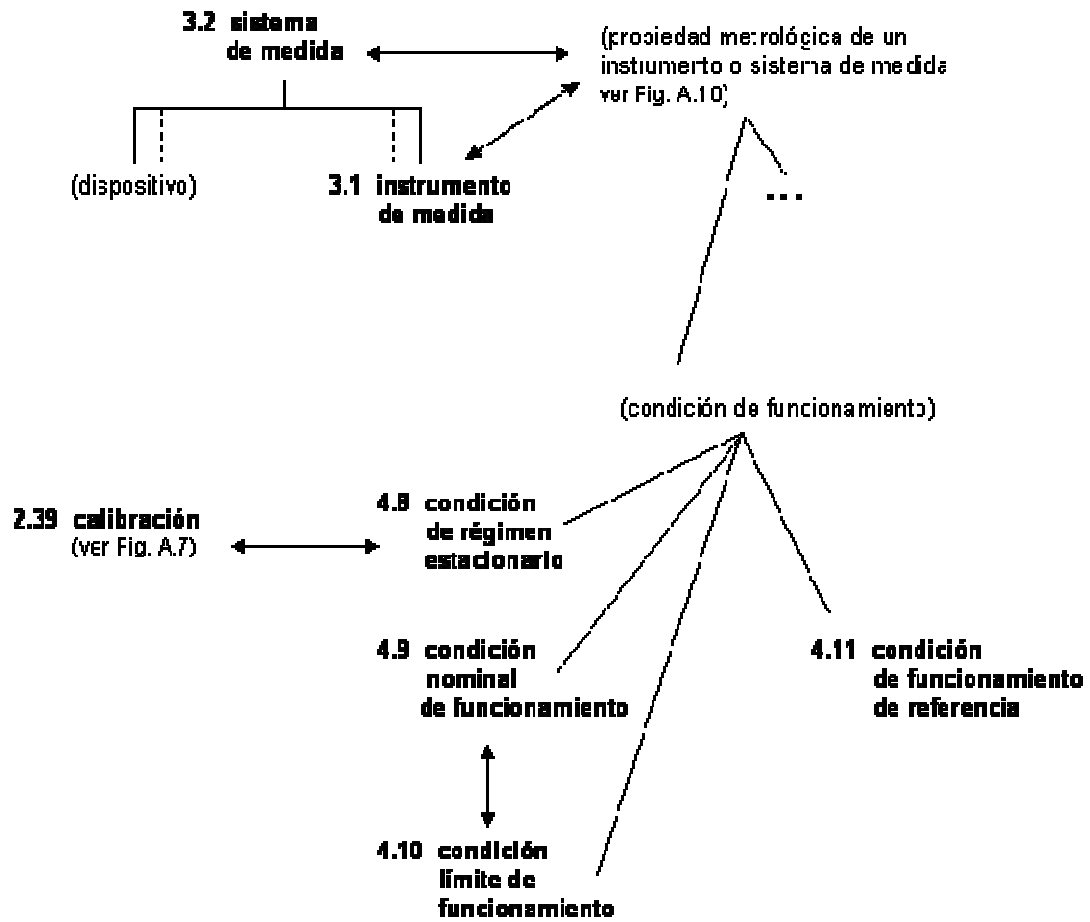 3.2 sistema
de medida
(propiedad metrológica de un
instrumento o sistema de medida
ver Fig. A.10)
(dispositivo)
3.1 instrumento
de medida
...
(condición de funcionamiento)
2.39 calibración
(ver Fig. A.7)
4.8 condición
de régimen
estacionario
4.9 condición
nominal
de funcionamiento
4.11 condición
de funcionamiento
de referencia
4.10 condición
límite de
funcionamiento